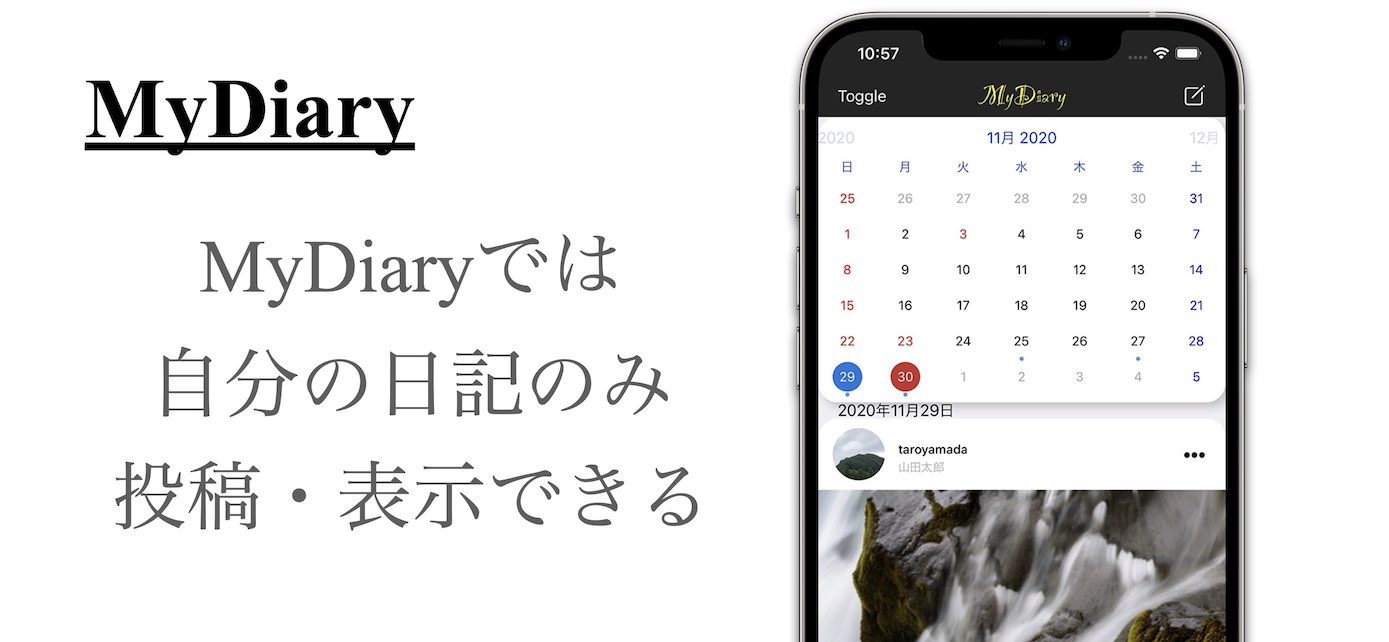 MyDiary
MyDiaryでは
自分の日記のみ
投稿・表示できる
10:57
Toggle
MyDiary
2020
11月 2020
12月
日 月 火 水 木 金 土
25 26 27 28 29 30 31
1 2 3 4 5 6 7
8 9 10 11 12 13 14
15 16 17 18 19 20 21
22 23 24 25 26 27 28
29 30 1 2 3 4 5
2020年11月29日
taroyamada
山田太郎